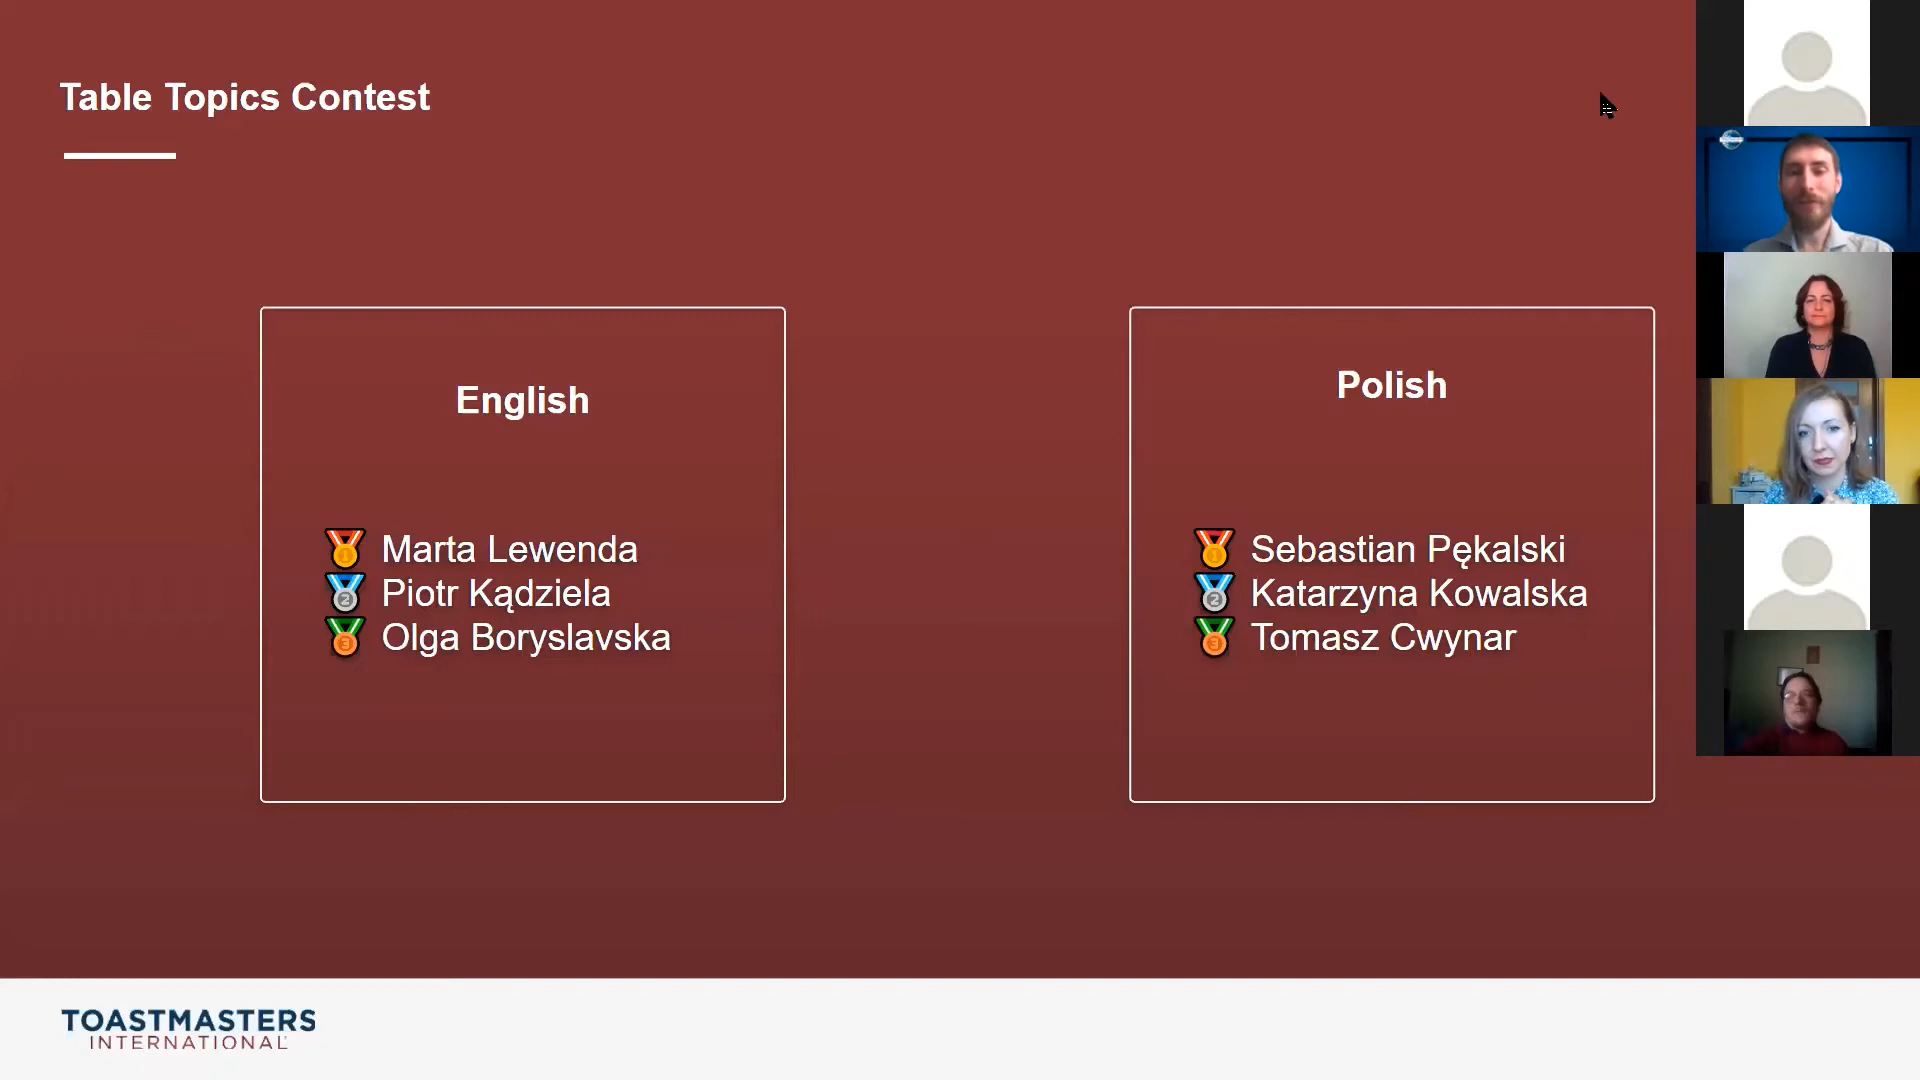 Table Topics Contest
English
Marta Lewenda
Piotr Kądziela
Olga Boryslavska
Polish
Sebastian Pękalski
Katarzyna Kowalska
Tomasz Cwynar
TOASTMASTERS
INTERNATIONAL